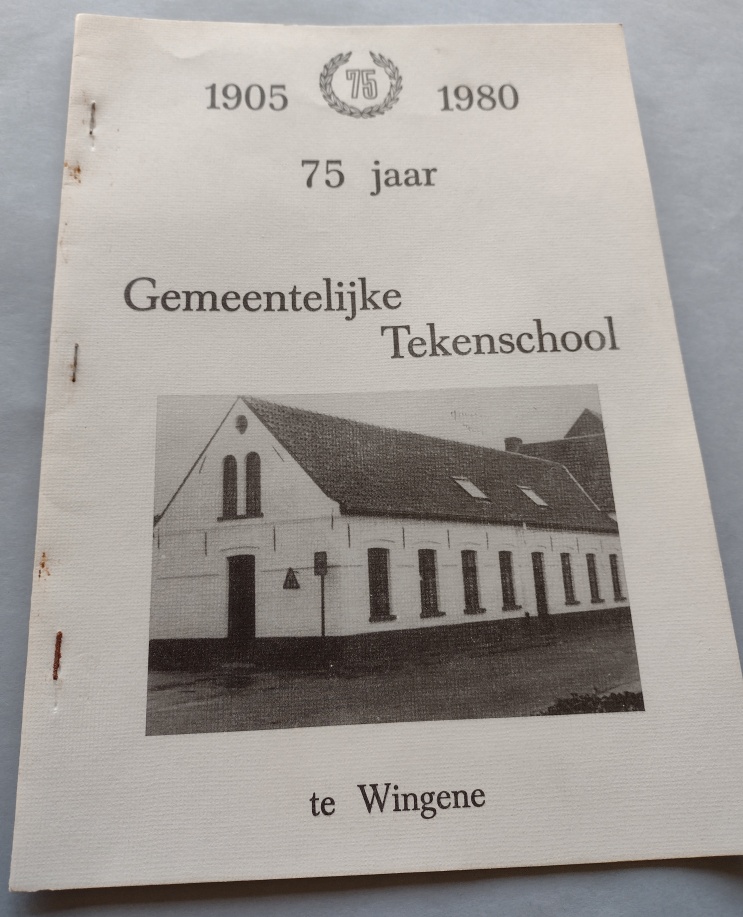 1905 75 1980
75 jaar
Gemeentelijke
Tekenschool
te Wingene